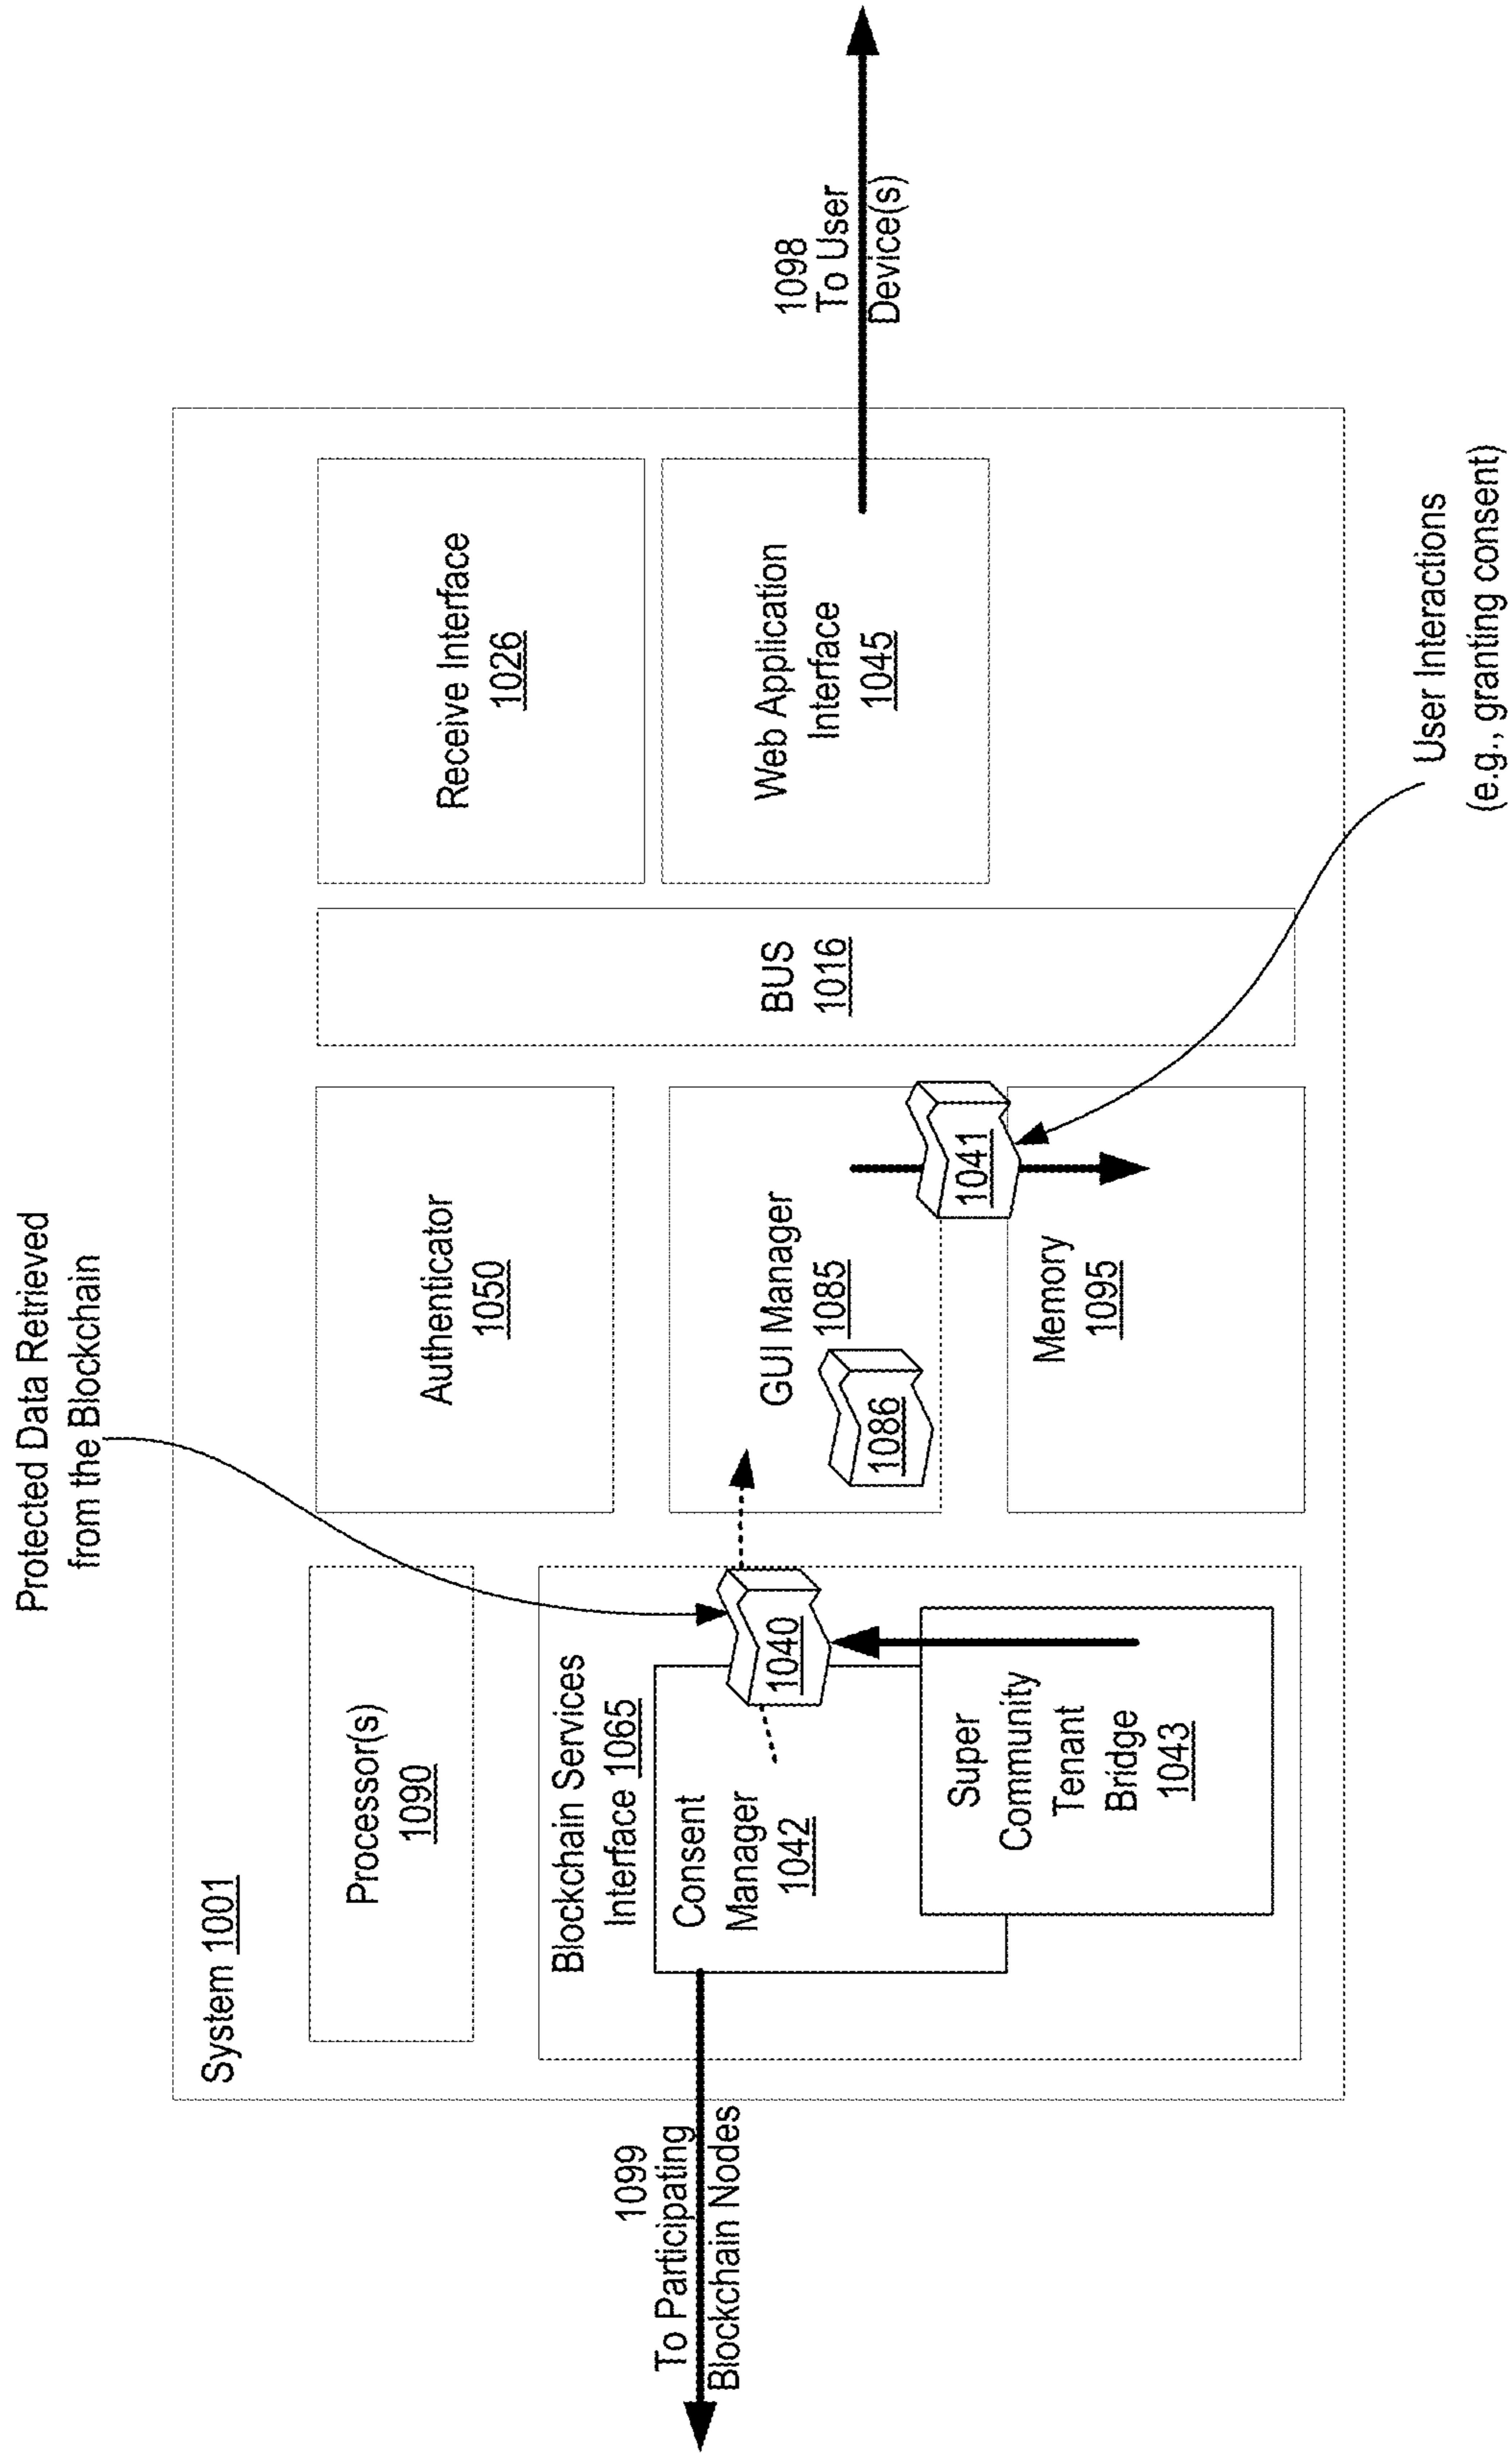 Protected Data Retrieved
from the Blockchain
System 1001
Processor(s)
1090
Authenticator
1050
Receive Interface
1026
Blockchain Services
Interface 1065
Consent
Manager
1042
1040
Super
Community
Tenant
Bridge
1043
GUI Manager
1085
1086
1041
Memory
1095
BUS
1016
Web Application
Interface
1045
1099
To Participating
Blockchain Nodes
1098
To User
Device(s)
User Interactions
(e.g., granting consent)